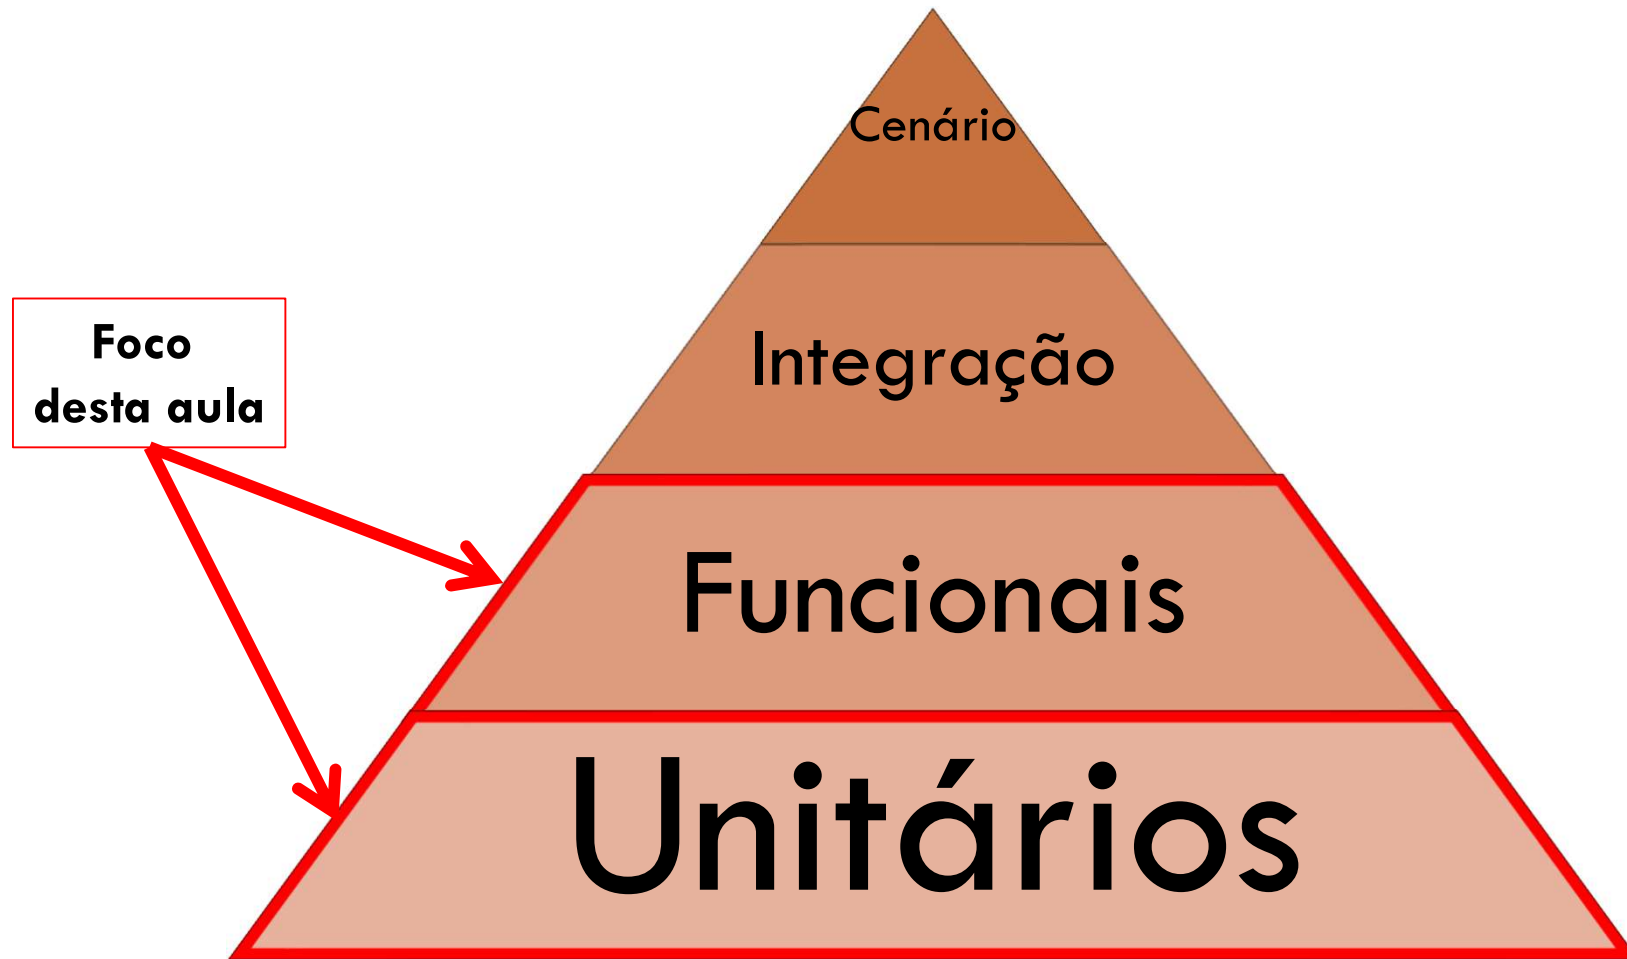 Cenário
Integração
Foco
desta aula
Funcionais
Unitários